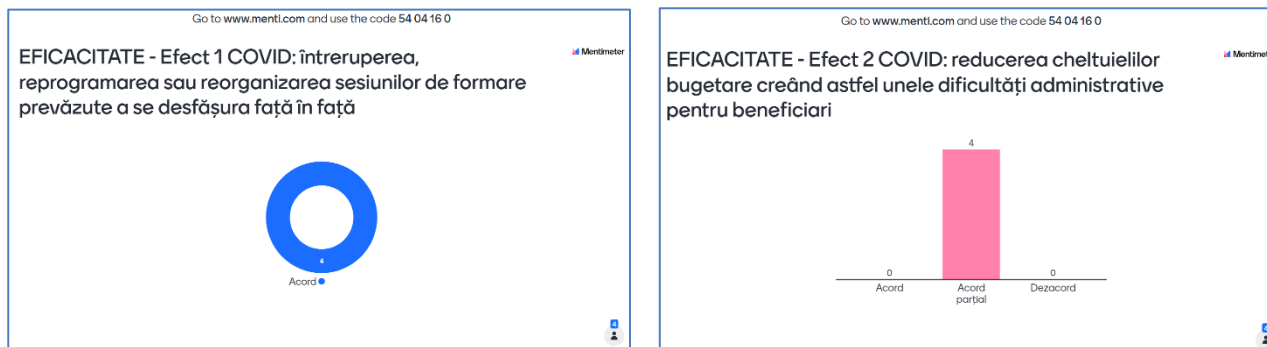 Go to www.menti.com and use the code 54 04 16 0
EFICACITATE - Efect 1 COVID: întreruperea,
reprogramarea sau reorganizarea sesiunilor de formare
prevăzute a se desfășura față în față
Mentimeter
4
Acord
4
Go to www.menti.com and use the code 54 04 16 0
EFICACITATE - Efect 2 COVID: reducerea cheltuielilor
bugetare creând astfel unele dificultăți administrative
pentru beneficiari
Mentimet
4
0
0
Acord
Acord
parțial
Dezacord
4